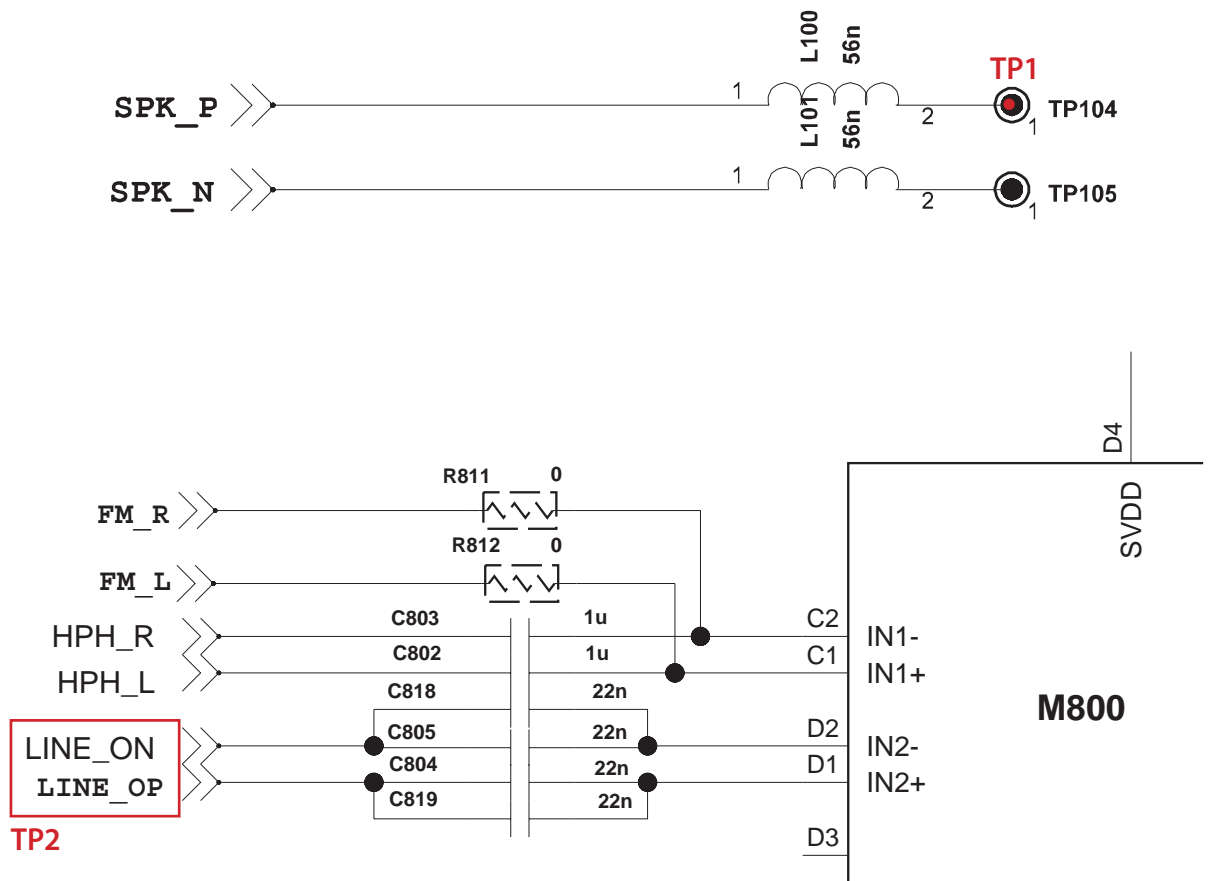 L100 56n
TP1
SPK_P 1 2 1 TP104
L101 56n
SPK_N 1 2 1 TP105
D4
SVDD
R811 0
FM_R
R812 0
FM_L
C803 1u C2
HPH_R IN1-
C802 1u C1
HPH_L IN1+
C818 22n
M800
C805 22n D2
LINE_ON IN2-
C804 22n D1
LINE_OP IN2+
C819 22n
TP2
D3